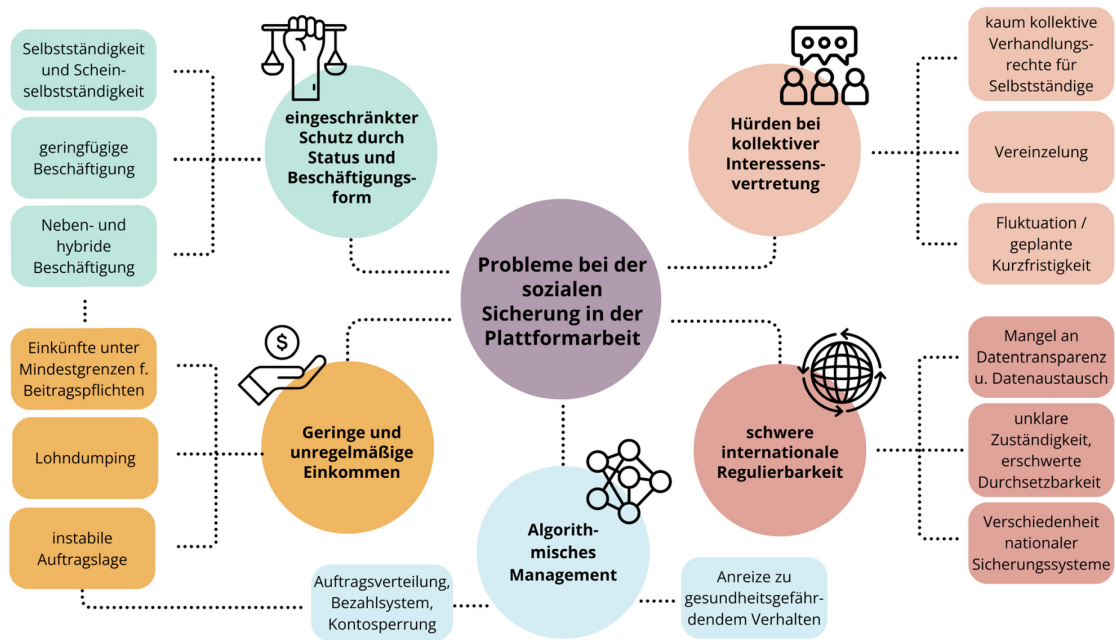 Selbstständigkeit
und Schein-
selbstständigkeit
geringfügige
Beschäftigung
Neben- und
hybride
Beschäftigung
eingeschränkter
Schutz durch
Status und
Beschäftigungs-
form
Hürden bei
kollektiver
Interessens-
vertretung
kaum kollektive
Verhandlungs-
rechte für
Selbstständige
Vereinzelung
Fluktuation /
geplante
Kurzfristigkeit
Probleme bei der
sozialen
Sicherung in der
Plattformarbeit
Einkünfte unter
Mindestgrenzen f.
Beitragspflichten
Lohndumping
instabile
Auftragslage
$
Geringe und
unregelmäßige
Einkommen
schwere
internationale
Regulierbarkeit
Mangel an
Datentransparenz
u. Datenaustausch
unklare
Zuständigkeit,
erschwerte
Durchsetzbarkeit
Verschiedenheit
nationaler
Sicherungssysteme
Algorith-
misches
Management
Auftragsverteilung,
Bezahlsystem,
Kontosperrung
Anreize zu
gesundheitsgefähr-
dendem Verhalten